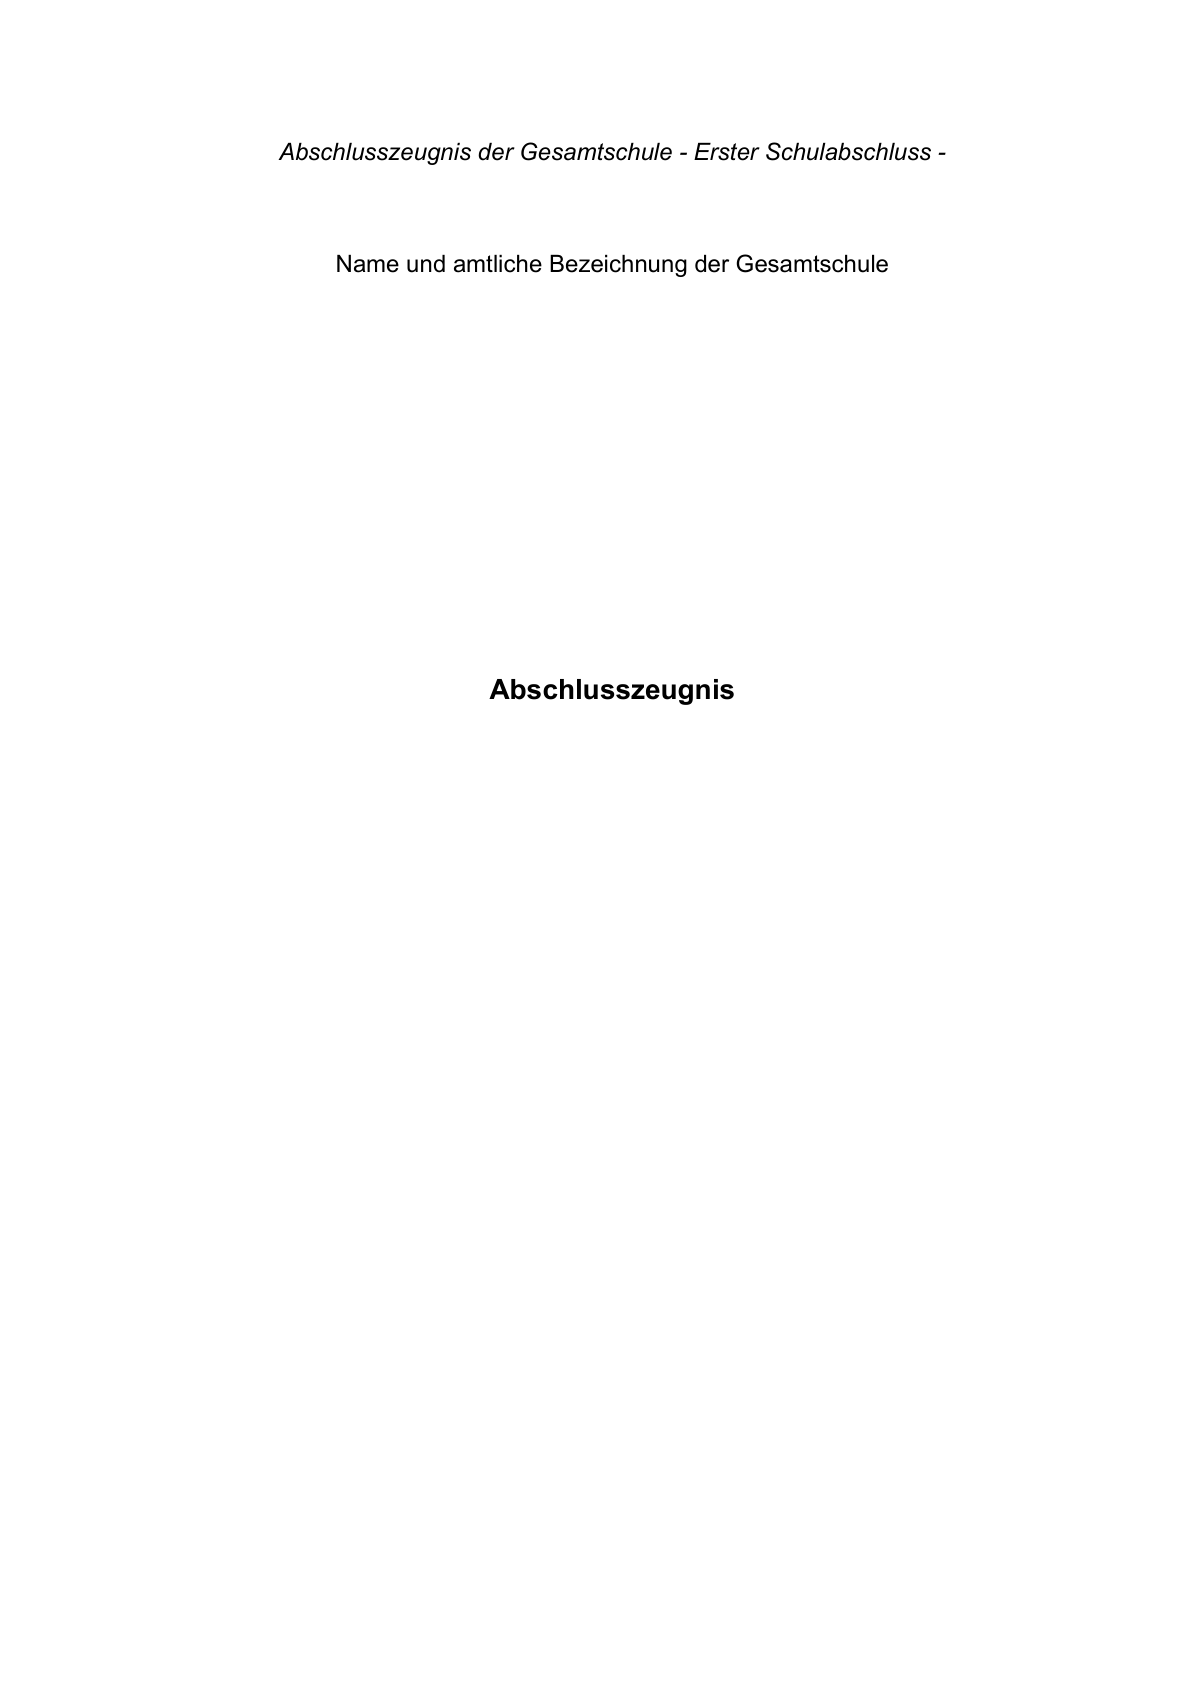 Abschlusszeugnis der Gesamtschule - Erster Schulabschluss -
Name und amtliche Bezeichnung der Gesamtschule
Abschlusszeugnis